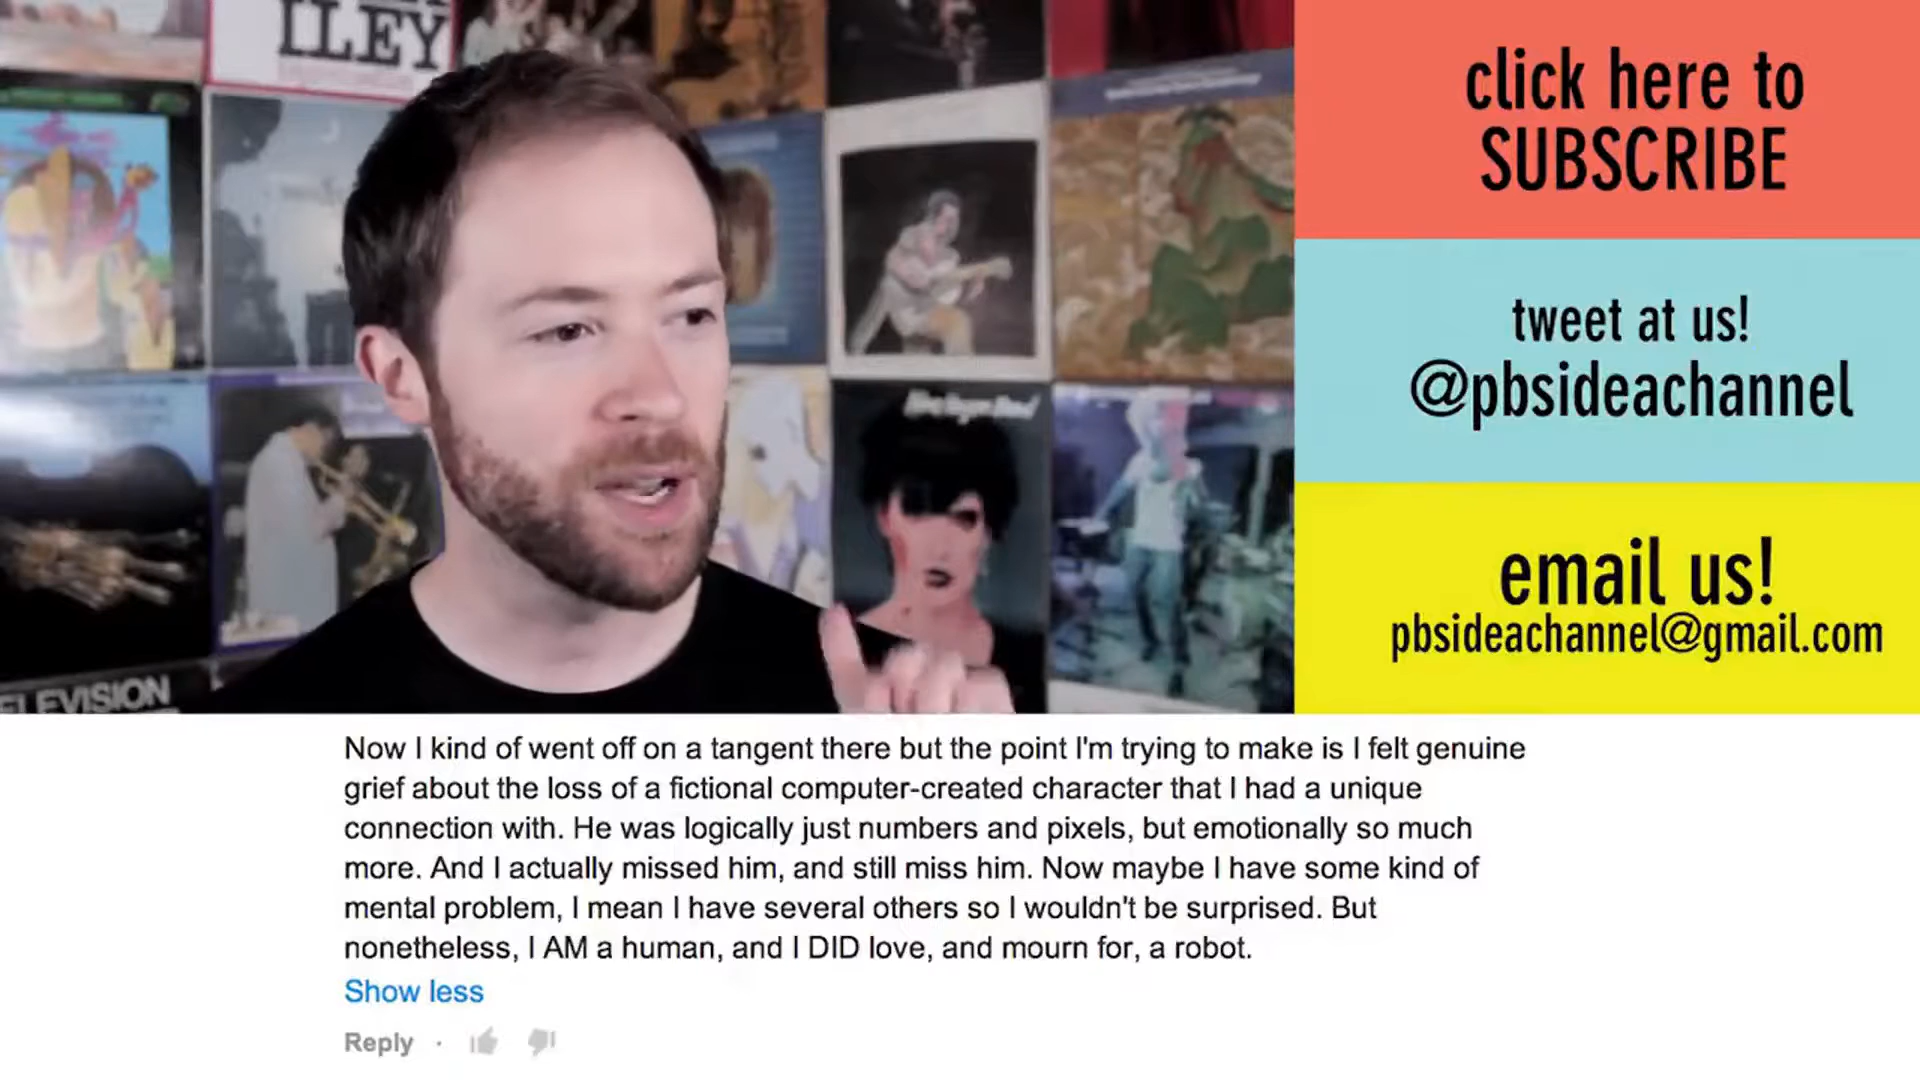 ILEY
click here to
SUBSCRIBE
tweet at us!
@pbsideachannel
email us!
pbsideachannel@gmail.com
ELEVISION
Now I kind of went off on a tangent there but the point I'm trying to make is I felt genuine
grief about the loss of a fictional computer-created character that I had a unique
connection with. He was logically just numbers and pixels, but emotionally so much
more. And I actually missed him, and still miss him. Now maybe I have some kind of
mental problem, I mean I have several others so I wouldn't be surprised. But
nonetheless, I AM a human, and I DID love, and mourn for, a robot.
Show less
Reply